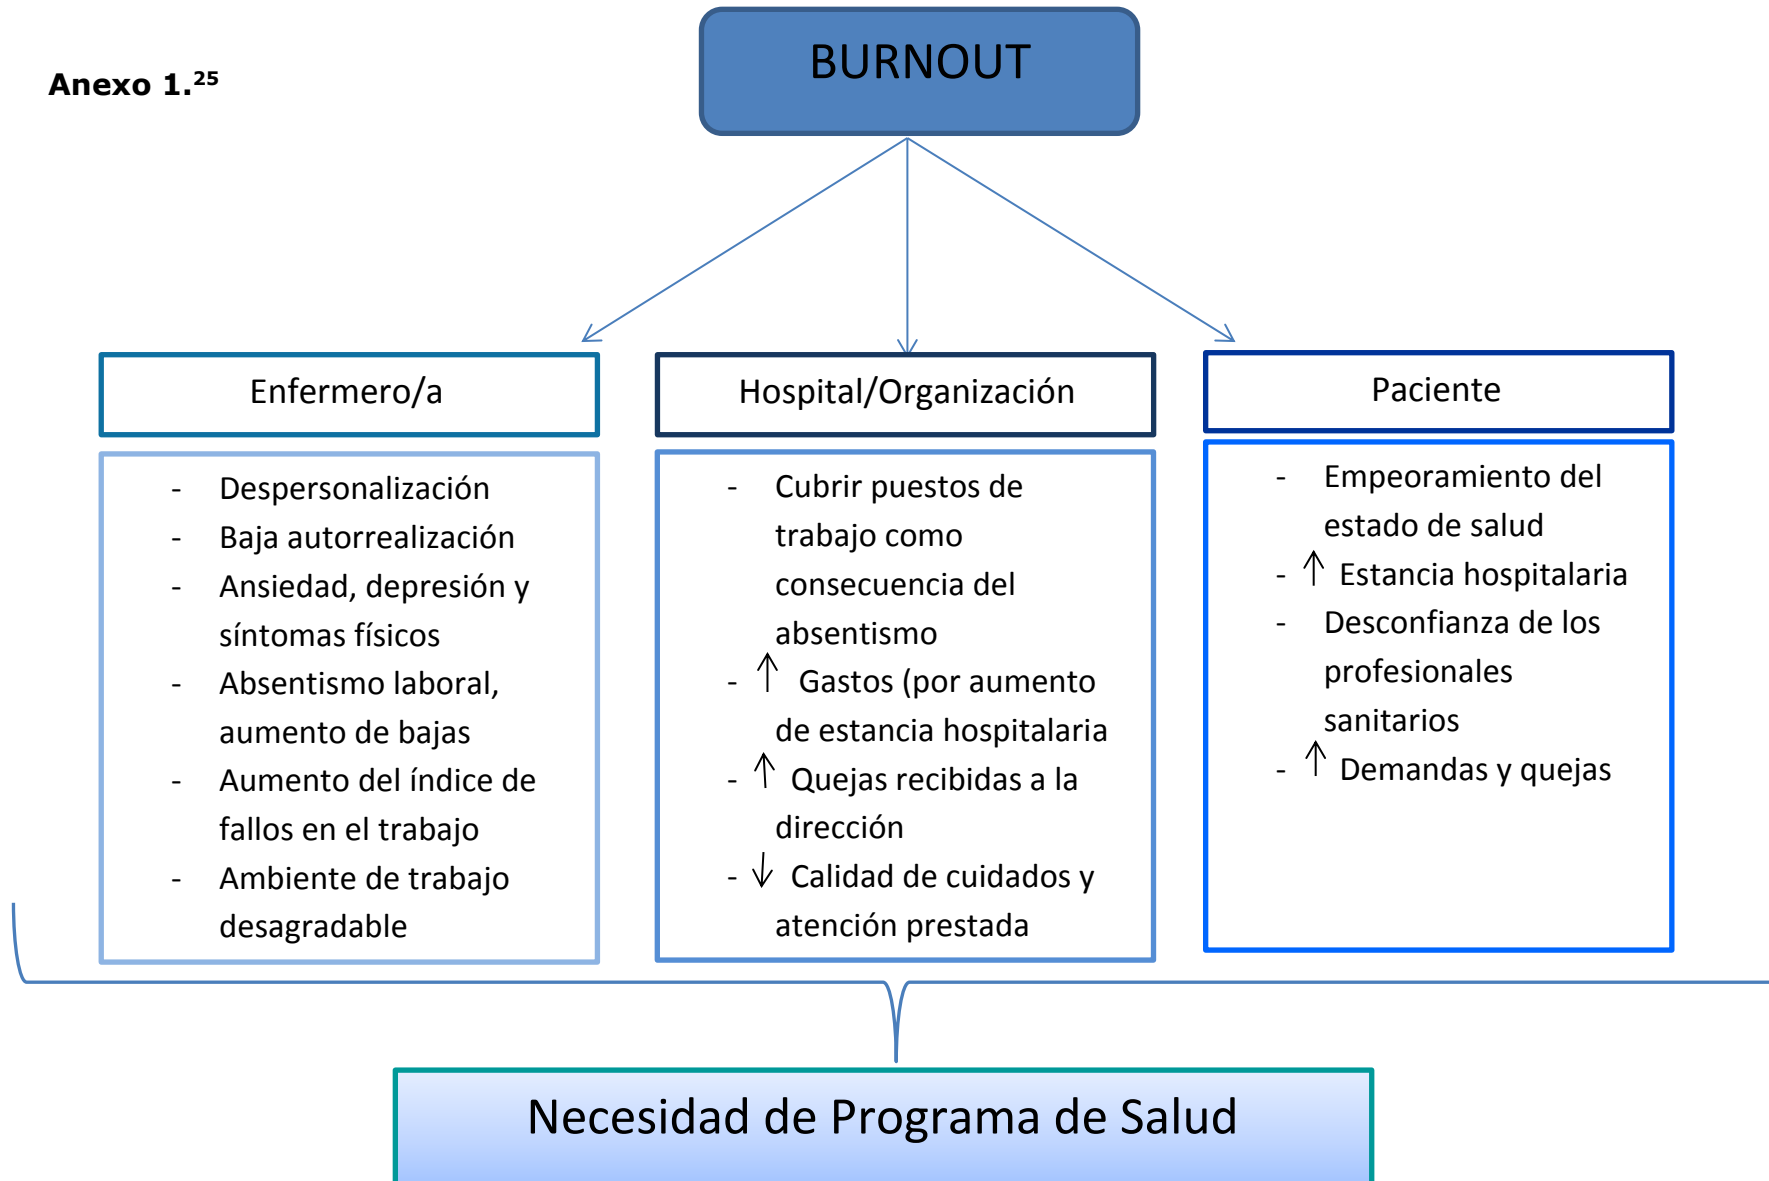 Anexo 1.25
BURNOUT
Enfermero/a
- Despersonalización
- Baja autorrealización
- Ansiedad, depresión y
síntomas físicos
- Absentismo laboral,
aumento de bajas
- Aumento del índice de
fallos en el trabajo
- Ambiente de trabajo
desagradable
Hospital/Organización
- Cubrir puestos de
trabajo como
consecuencia del
absentismo
- ↑ Gastos (por aumento
de estancia hospitalaria
- ↑ Quejas recibidas a la
dirección
- ↓ Calidad de cuidados y
atención prestada
Paciente
- Empeoramiento del
estado de salud
- ↑ Estancia hospitalaria
- Desconfianza de los
profesionales
sanitarios
- ↑ Demandas y quejas
Necesidad de Programa de Salud